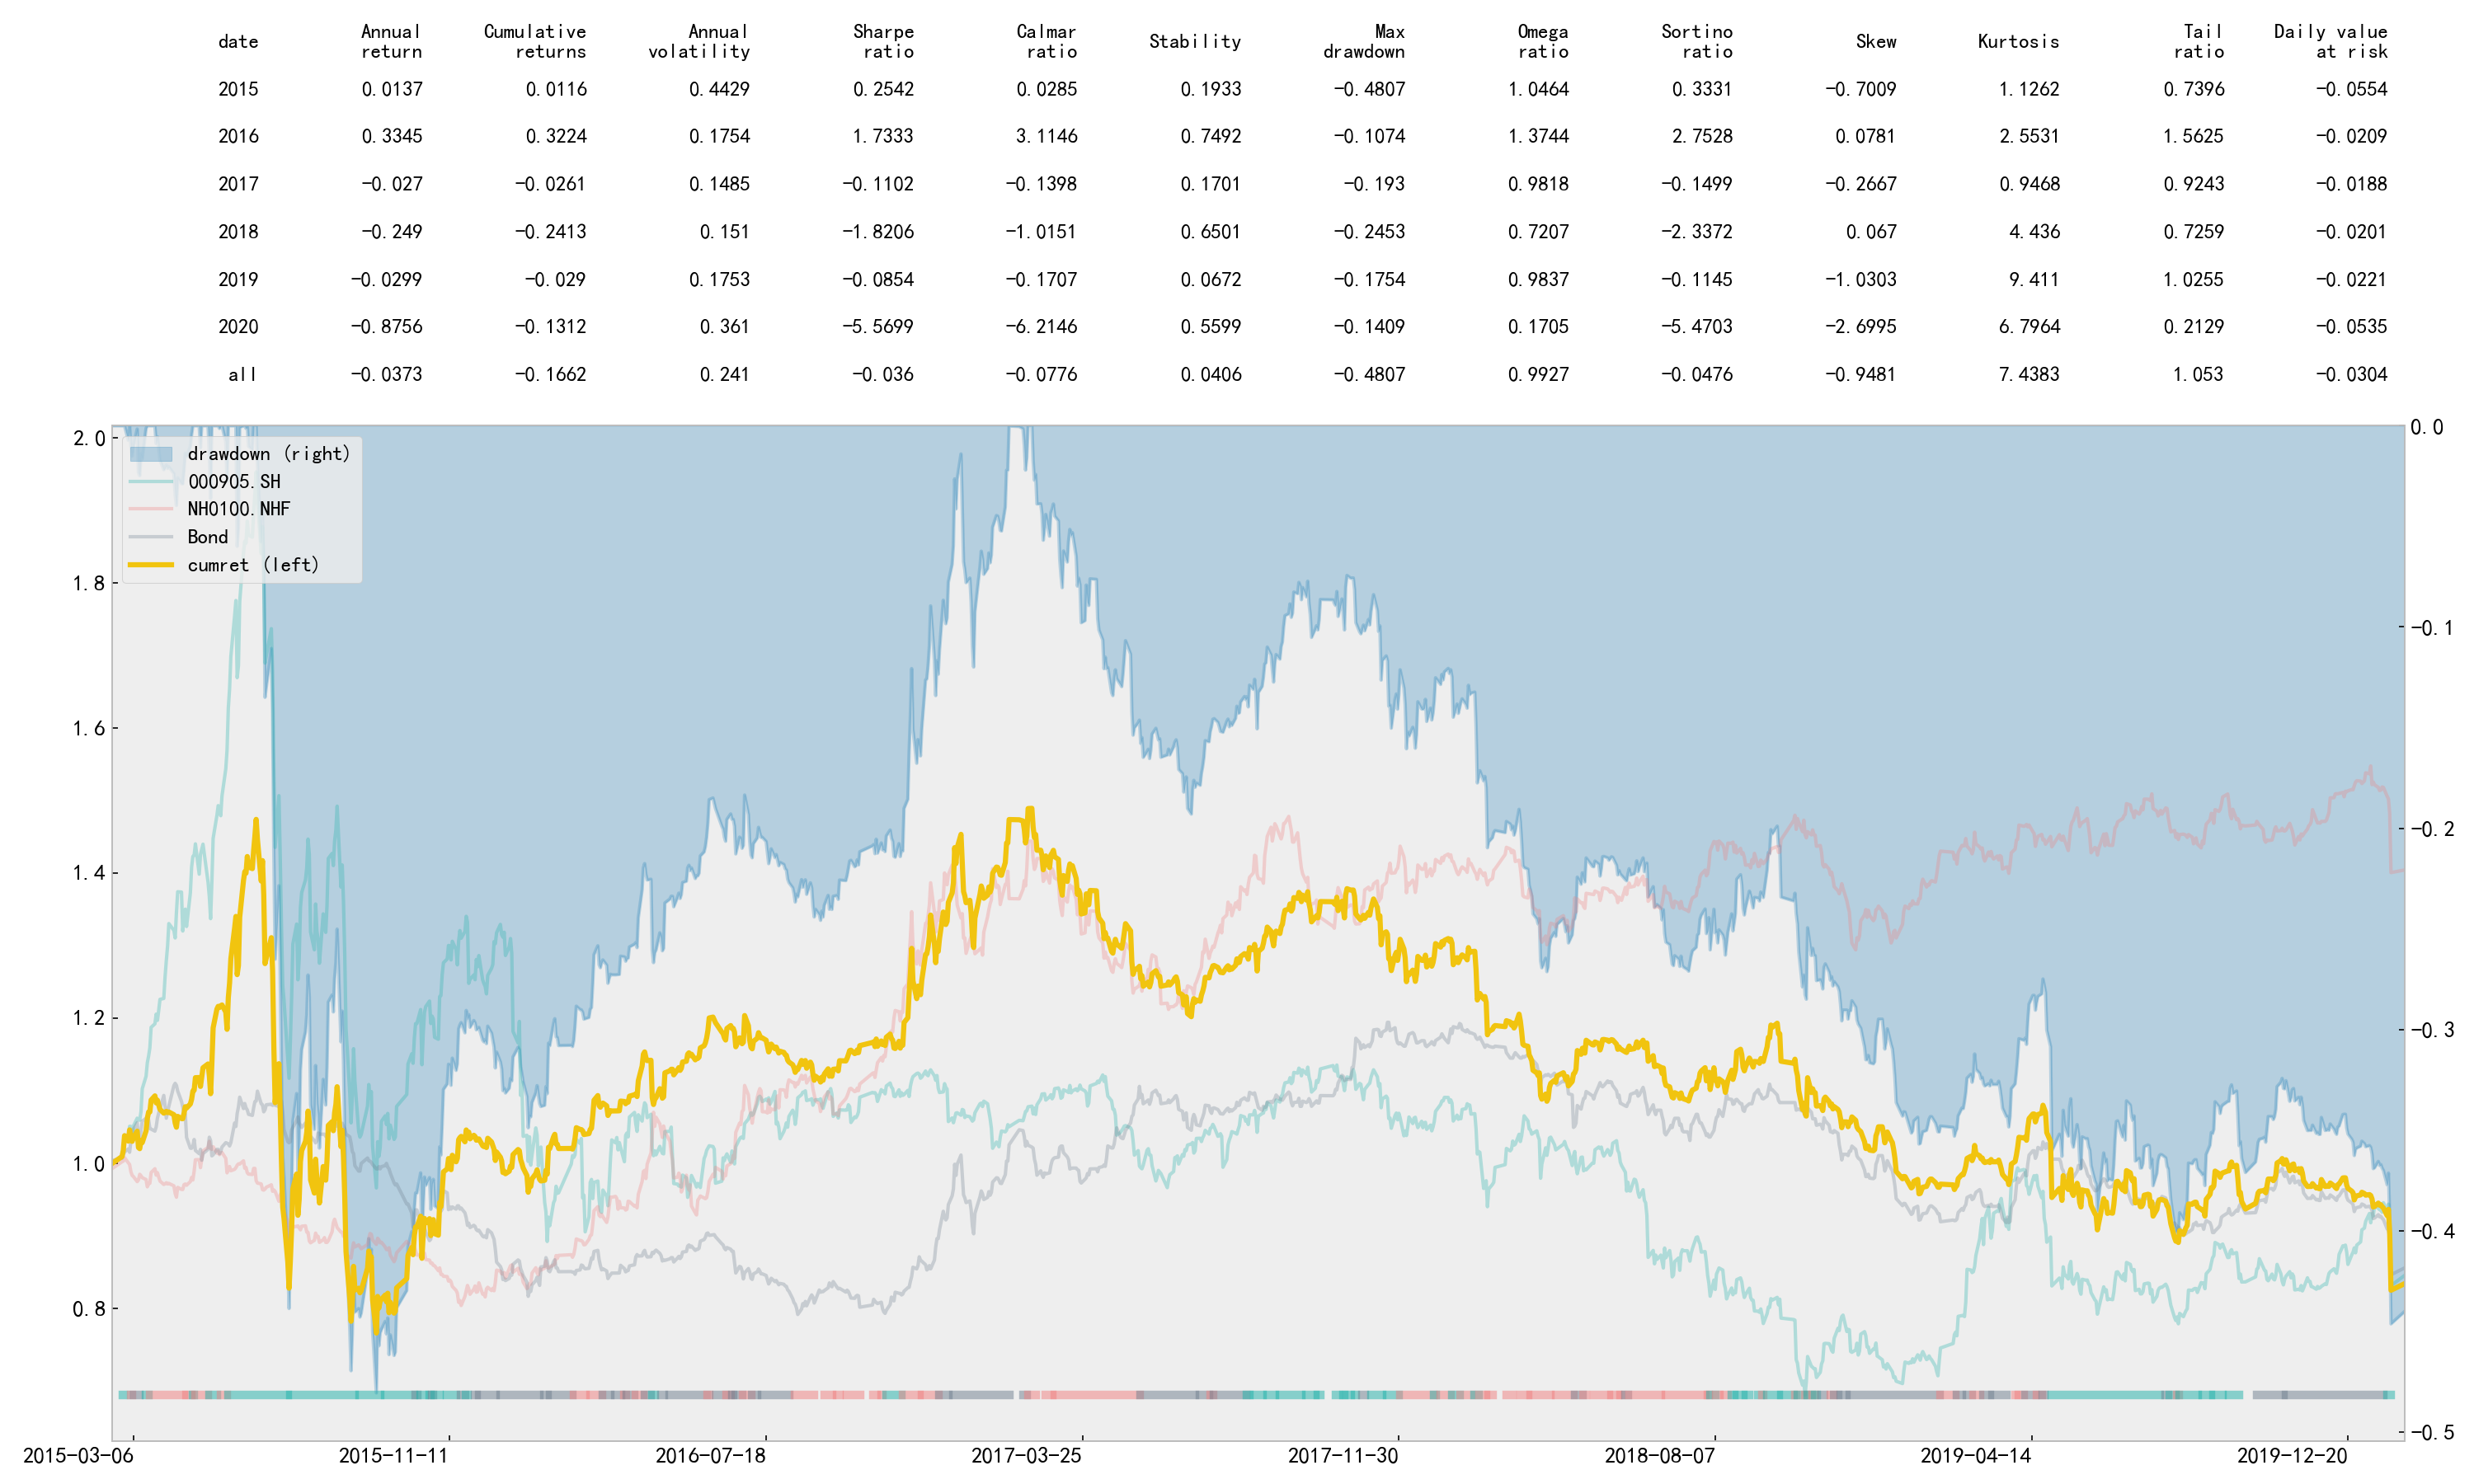 date Annual return Cumulative returns Annual volatility Sharpe ratio Calmar ratio Stability Max drawdown Omega ratio Sortino ratio Skew Kurtosis Tail ratio Daily value at risk
2015 0.0137 0.0116 0.4429 0.2542 0.0285 0.1933 −0.4807 1.0464 0.3331 −0.7009 1.1262 0.7396 −0.0554
2016 0.3345 0.3224 0.1754 1.7333 3.1146 0.7492 −0.1074 1.3744 2.7528 0.0781 2.5531 1.5625 −0.0209
2017 −0.027 −0.0261 0.1485 −0.1102 −0.1398 0.1701 −0.193 0.9818 −0.1499 −0.2667 0.9468 0.9243 −0.0188
2018 −0.249 −0.2413 0.151 −1.8206 −1.0151 0.6501 −0.2453 0.7207 −2.3372 0.067 4.436 0.7259 −0.0201
2019 −0.0299 −0.029 0.1753 −0.0854 −0.1707 0.0672 −0.1754 0.9837 −0.1145 −1.0303 9.411 1.0255 −0.0221
2020 −0.8756 −0.1312 0.361 −5.5699 −6.2146 0.5599 −0.1409 0.1705 −5.4703 −2.6995 6.7964 0.2129 −0.0535
all −0.0373 −0.1662 0.241 −0.036 −0.0776 0.0406 −0.4807 0.9927 −0.0476 −0.9481 7.4383 1.053 −0.0304
drawdown (right)
000905.SH
NH0100.NHF
Bond
cumret (left)
2.0
1.8
1.6
1.4
1.2
1.0
0.8
0.0
−0.1
−0.2
−0.3
−0.4
−0.5
2015−03−06 2015−11−11 2016−07−18 2017−03−25 2017−11−30 2018−08−07 2019−04−14 2019−12−20